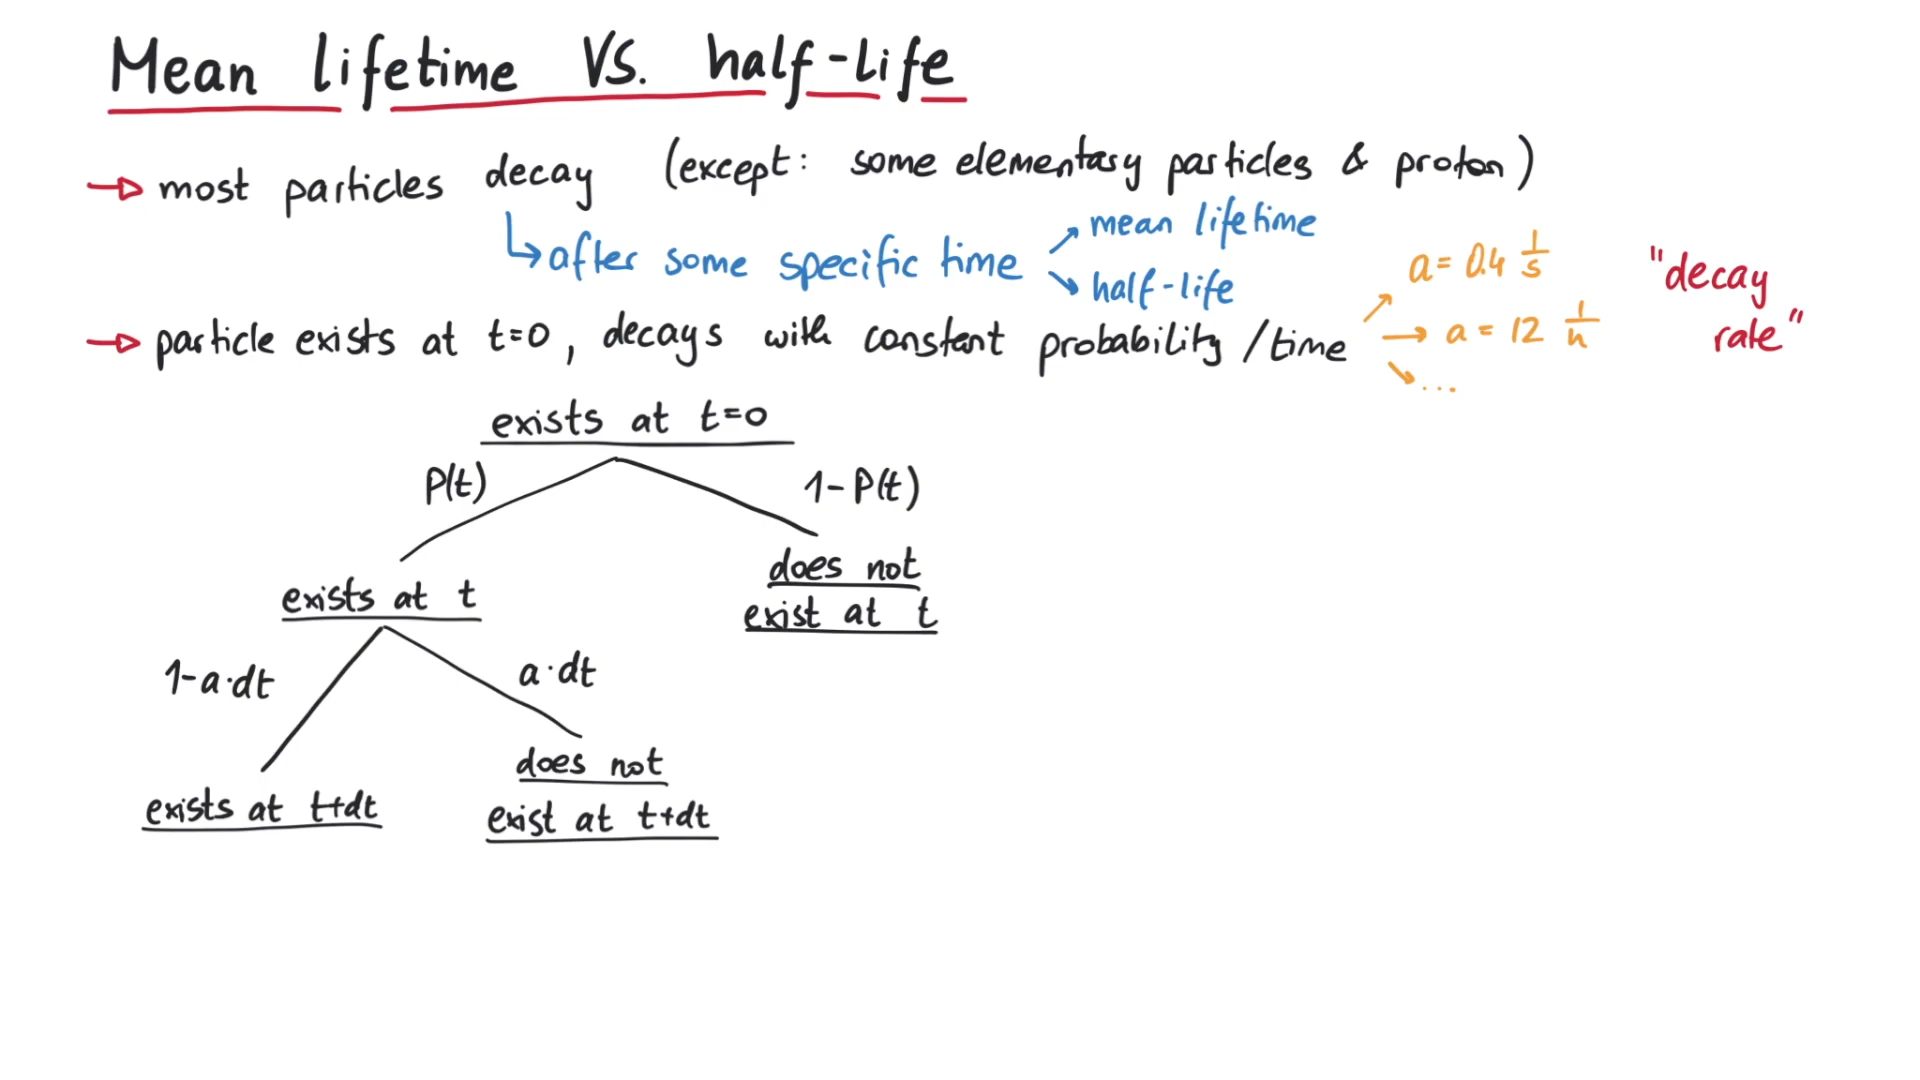 Mean lifetime VS. half-life
→ most particles decay (except: some elementary particles & proton)
↳ after some specific time
↗ mean lifetime
↘ half-life
→ particle exists at t=0, decays with constant probability/time
↗ a = 0.4 1/s
→ a = 12 1/h
↘ ...
"decay
rate"
exists at t=0
P(t)
1-P(t)
exists at t
does not
exist at t
1-a·dt
a·dt
exists at t+dt
does not
exist at t+dt